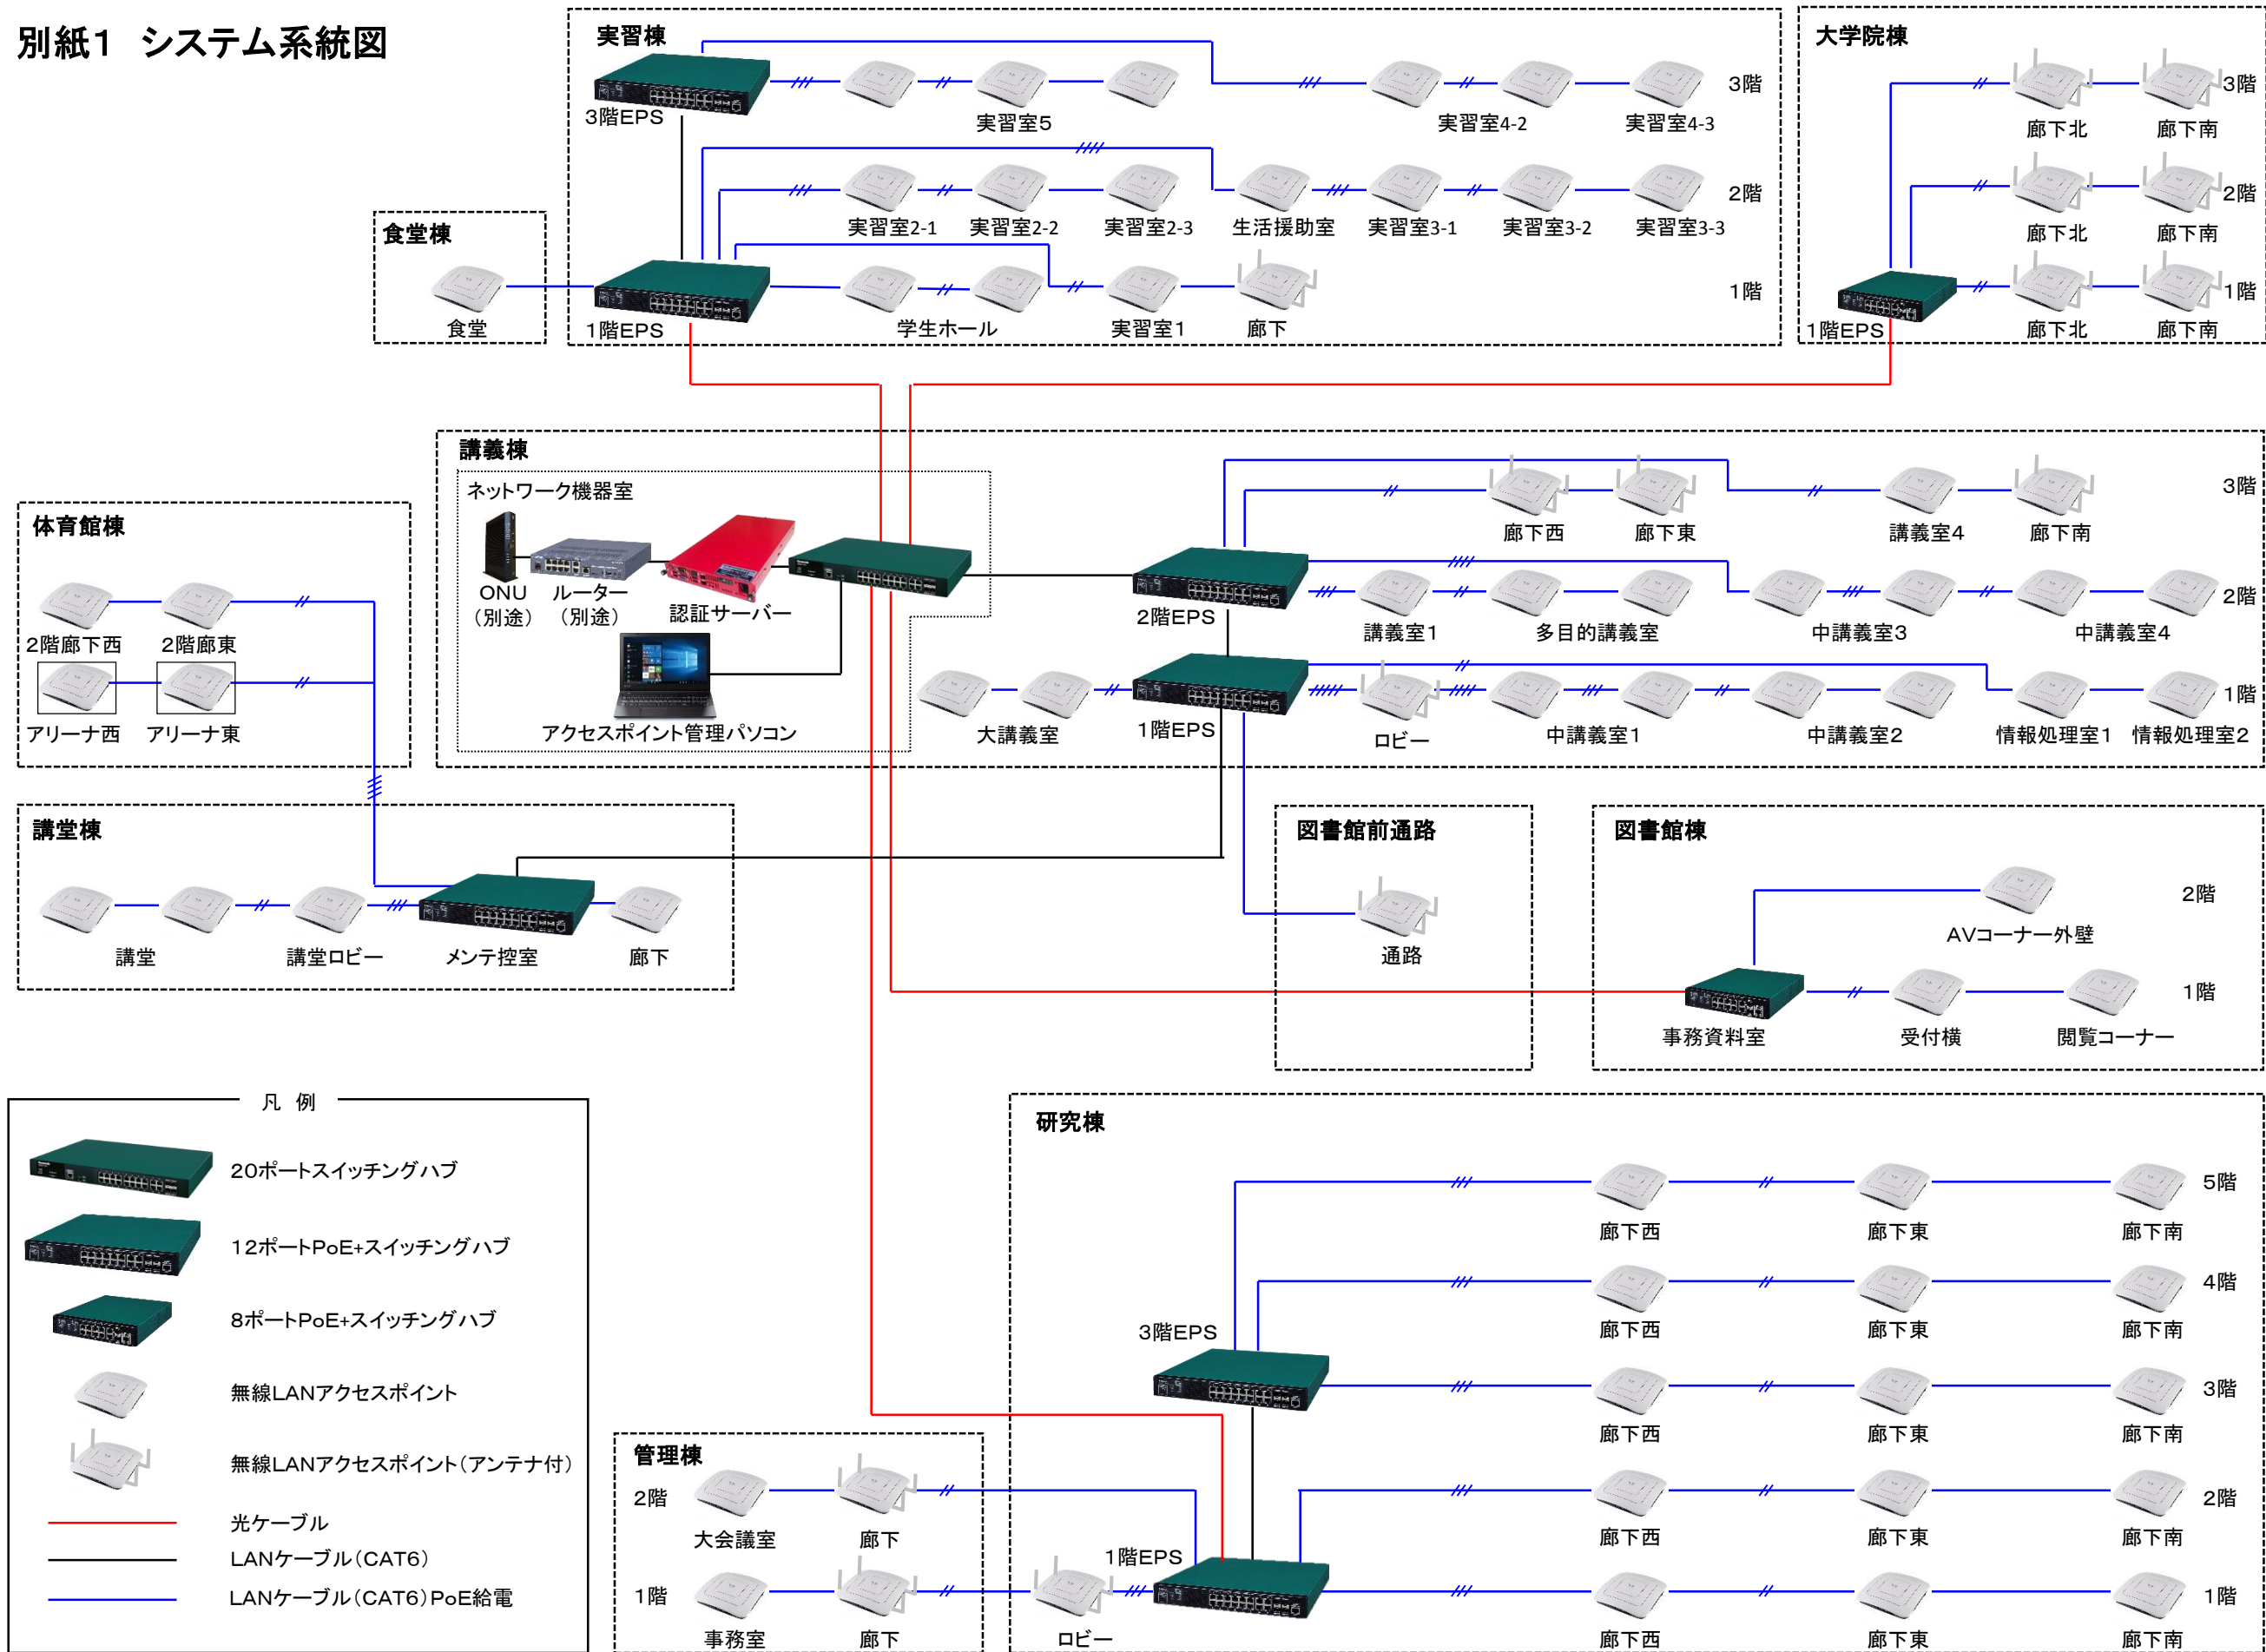 別紙1 システム系統図
実習棟
3階EPS
実習室5
実習室4-2
実習室4-3
3階
実習室2-1
実習室2-2
実習室2-3
生活援助室
実習室3-1
実習室3-2
実習室3-3
2階
1階EPS
学生ホール
実習室1
廊下
1階
食堂棟
食堂
大学院棟
3階
廊下北
廊下南
2階
廊下北
廊下南
1階
1階EPS
廊下北
廊下南
講義棟
ネットワーク機器室
ONU
(別途)
ルーター
(別途)
認証サーバー
アクセスポイント管理パソコン
廊下西
廊下東
講義室4
廊下南
3階
2階EPS
講義室1
多目的講義室
中講義室3
中講義室4
2階
大講義室
1階EPS
ロビー
中講義室1
中講義室2
情報処理室1
情報処理室2
1階
体育館棟
2階廊下西
2階廊東
アリーナ西
アリーナ東
講堂棟
講堂
講堂ロビー
メンテ控室
廊下
図書館前通路
通路
図書館棟
2階
AVコーナー外壁
1階
事務資料室
受付横
閲覧コーナー
凡 例
20ポートスイッチングハブ
12ポートPoE+スイッチングハブ
8ポートPoE+スイッチングハブ
無線LANアクセスポイント
無線LANアクセスポイント(アンテナ付)
光ケーブル
LANケーブル(CAT6)
LANケーブル(CAT6)PoE給電
研究棟
5階
廊下西
廊下東
廊下南
4階
廊下西
廊下東
廊下南
3階EPS
3階
廊下西
廊下東
廊下南
2階
廊下西
廊下東
廊下南
1階EPS
1階
ロビー
廊下西
廊下東
廊下南
管理棟
2階
大会議室
廊下
1階
事務室
廊下